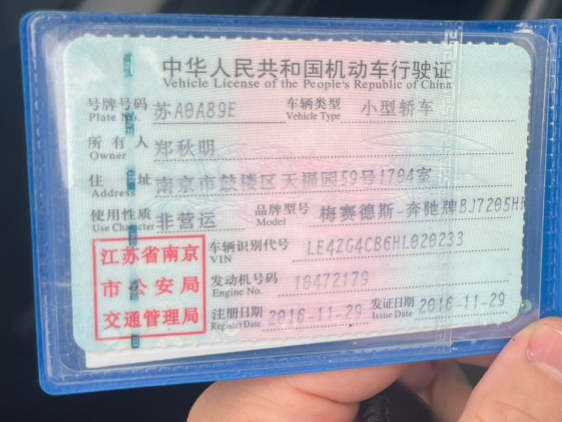 中华人民共和国机动车行驶证
Vehicle License of the People's Republic of China
号牌号码 苏A0A89E 车辆类型 小型轿车
Plate No. Vehicle Type
所有人 郑秋明
Owner
住址 南京市鼓楼区天福园59号1704室
Address
使用性质 非营运 品牌型号 梅赛德斯-奔驰牌BJ7205H
Use Character Model
江苏省南京 车辆识别代号 LE4ZG4CB6HL020233
VIN
市公安局 发动机号码 10472179
Engine No.
交通管理局 注册日期 2016-11-29 发证日期 2016-11-29
Register Date Issue Date